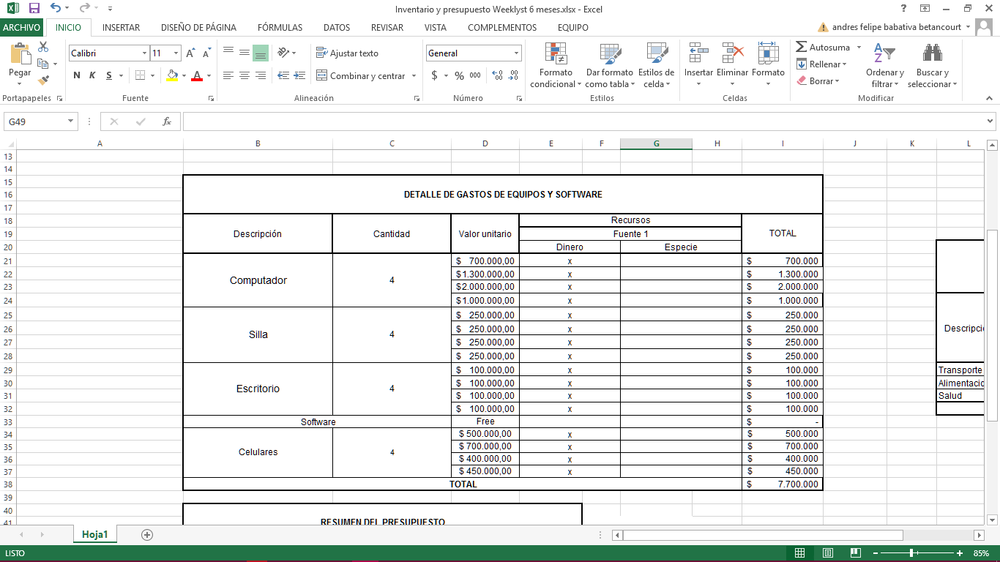 Inventario y presupuesto Weeklyst 6 meses.xlsx - Excel
ARCHIVO INICIO INSERTAR DISEÑO DE PÁGINA FÓRMULAS DATOS REVISAR VISTA COMPLEMENTOS EQUIPO andres felipe babativa betancourt
Pegar
Portapapeles
Calibri 11
N K S
Fuente
Ajustar texto
Combinar y centrar
Alineación
General
$ % 000
Número
Formato condicional
Dar formato como tabla
Estilos de celda
Estilos
Insertar Eliminar Formato
Celdas
Autosuma
Rellenar
Borrar
Ordenar y filtrar
Buscar y seleccionar
Modificar
G49 fx
A B C D E F G H I J K L
13
14
15
16 DETALLE DE GASTOS DE EQUIPOS Y SOFTWARE
17
18 Recursos
19 Descripción Cantidad Valor unitario Fuente 1 TOTAL
20 Dinero Especie
21 $ 700.000,00 x $ 700.000
22 Computador 4 $1.300.000,00 x $ 1.300.000
23 $2.000.000,00 x $ 2.000.000
24 $1.000.000,00 x $ 1.000.000
25 $ 250.000,00 x $ 250.000
26 Silla 4 $ 250.000,00 x $ 250.000 Descripci
27 $ 250.000,00 x $ 250.000
28 $ 250.000,00 x $ 250.000
29 $ 100.000,00 x $ 100.000 Transporte
30 Escritorio 4 $ 100.000,00 x $ 100.000 Alimentacio
31 $ 100.000,00 x $ 100.000 Salud
32 $ 100.000,00 x $ 100.000
33 Software Free $ -
34 $ 500.000,00 x $ 500.000
35 Celulares 4 $ 700.000,00 x $ 700.000
36 $ 400.000,00 x $ 400.000
37 $ 450.000,00 x $ 450.000
38 TOTAL $ 7.700.000
39
40
41 RESUMEN DEL PRESUPUESTO
Hoja1
LISTO 85%